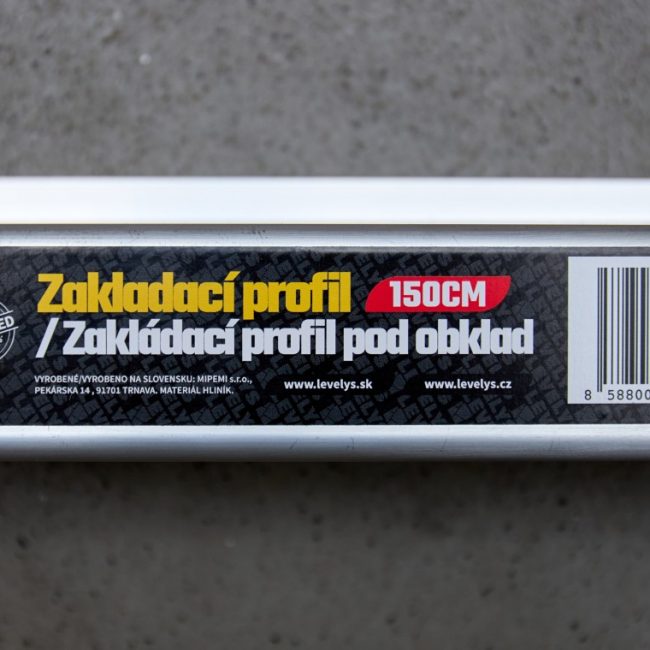 Zakladací profil 150CM
/Zakládací profil pod obklad
VYROBENÉ/VYROBENO NA SLOVENSKU: MIPEMI s.r.o.,
PEKÁRSKA 14 , 91701 TRNAVA. MATERIÁL HLINÍK.
www.levelys.sk
www.levelys.cz
8 58800